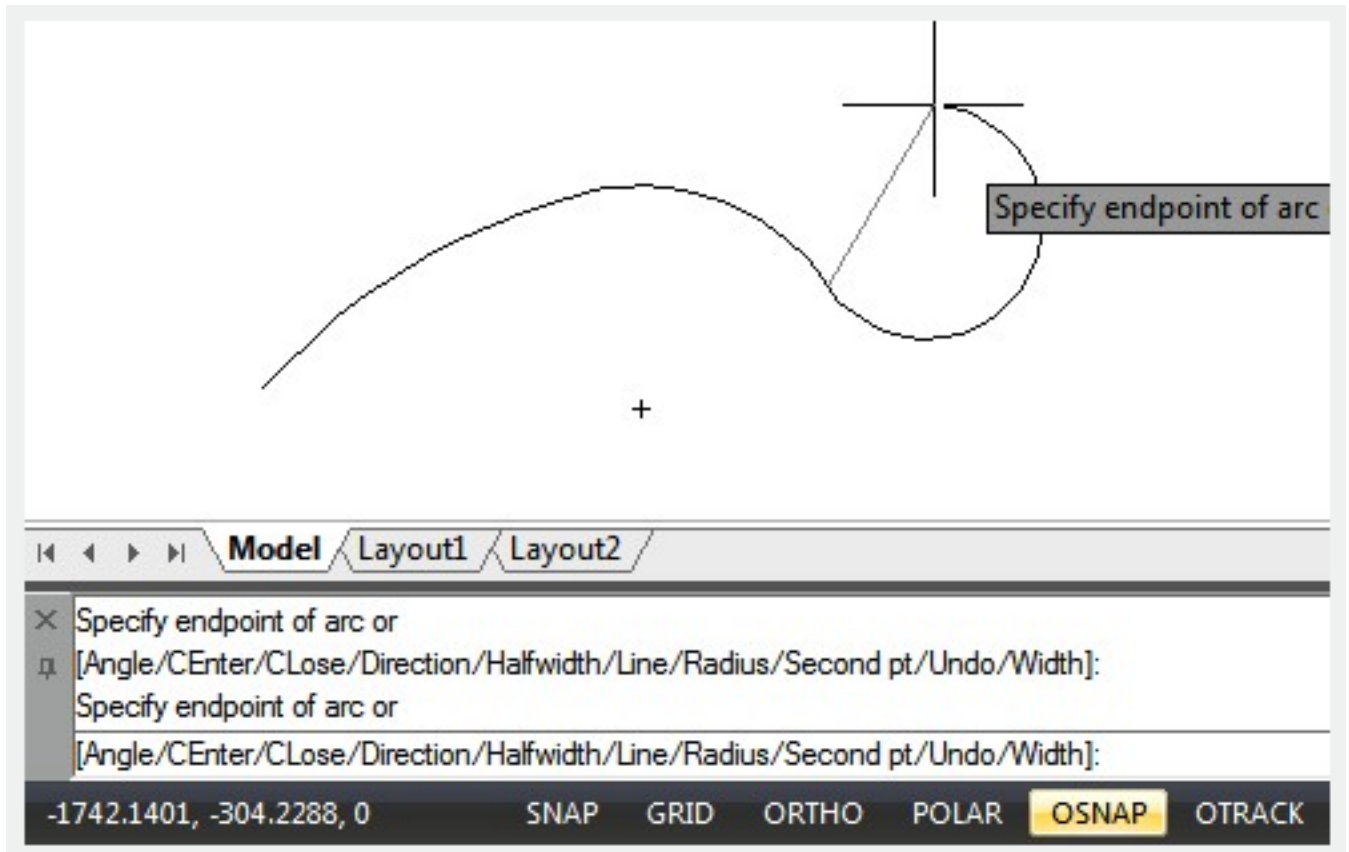 Specify endpoint of arc
Model Layout1 Layout2
Specify endpoint of arc or
[Angle/CEnter/CLose/Direction/Halfwidth/Line/Radius/Second pt/Undo/Width]:
Specify endpoint of arc or
[Angle/CEnter/CLose/Direction/Halfwidth/Line/Radius/Second pt/Undo/Width]:
-1742.1401, -304.2288, 0 SNAP GRID ORTHO POLAR OSNAP OTRACK